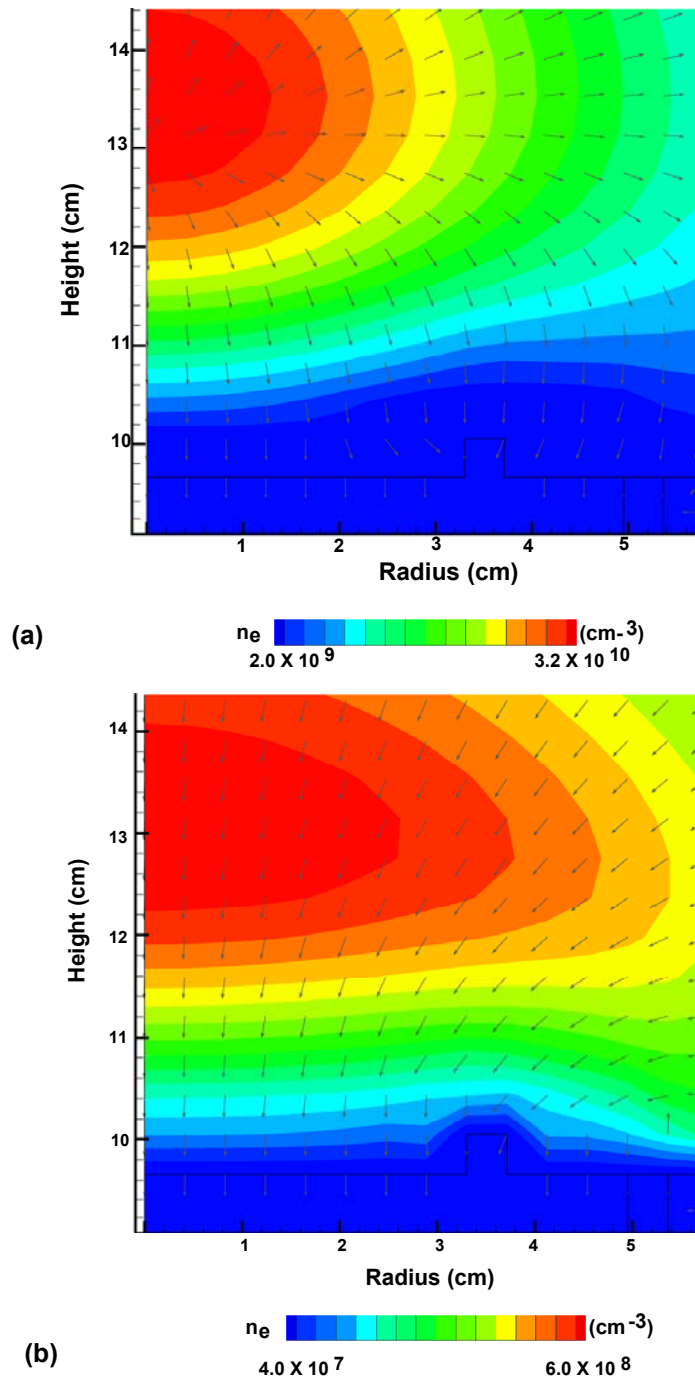 14
13
12
11
10
Height (cm)
1 2 3 4 5
Radius (cm)
(a)
ne (cm-3)
2.0 X 10 9 3.2 X 10 10
14
13
12
11
10
Height (cm)
1 2 3 4 5
Radius (cm)
ne (cm-3)
4.0 X 10 7 6.0 X 10 8
(b)